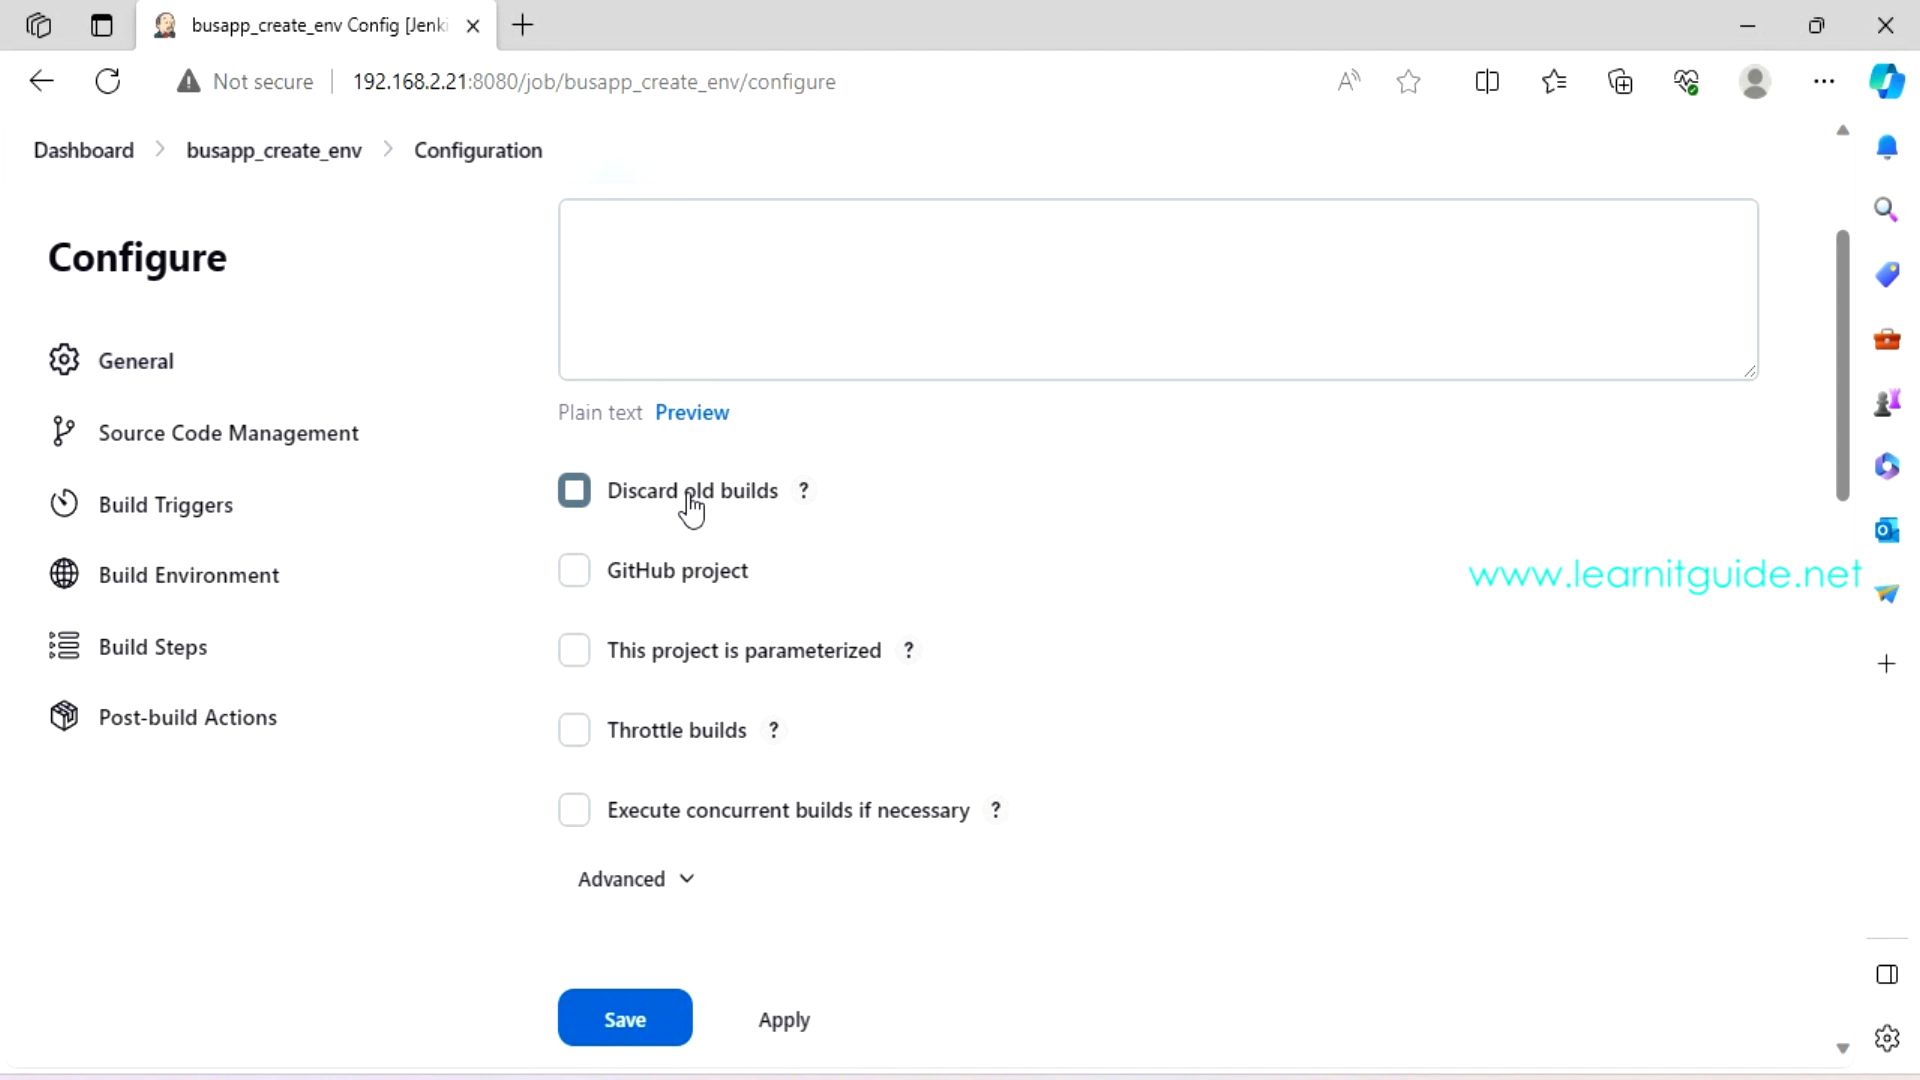 busapp_create_env Config [Jenki
Not secure
192.168.2.21:8080/job/busapp_create_env/configure
Dashboard
busapp_create_env
Configuration
Configure
General
Source Code Management
Build Triggers
Build Environment
Build Steps
Post-build Actions
Plain text Preview
Discard old builds ?
GitHub project
This project is parameterized ?
Throttle builds ?
Execute concurrent builds if necessary ?
Advanced
Save
Apply
www.learnitguide.net